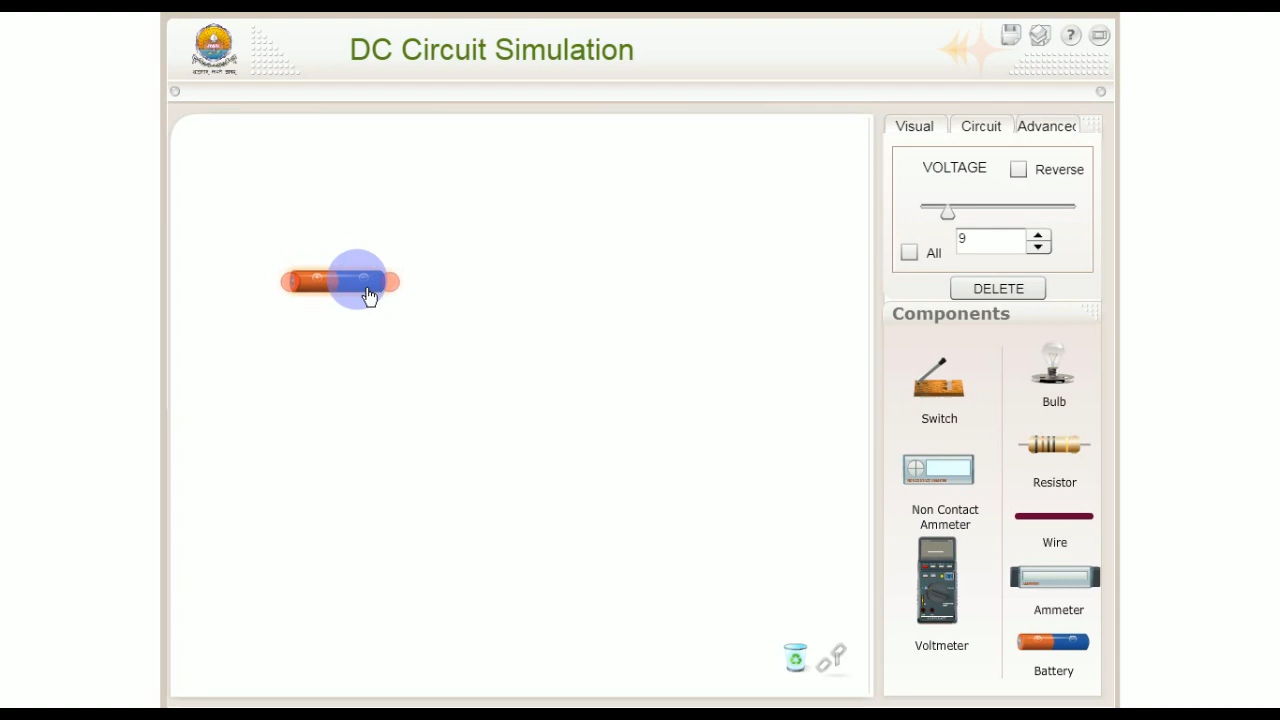 DC Circuit Simulation
?
Visual
Circuit
Advanced
VOLTAGE
Reverse
9
All
DELETE
Components
Switch
Bulb
Resistor
Non Contact
Ammeter
Wire
Ammeter
Voltmeter
Battery